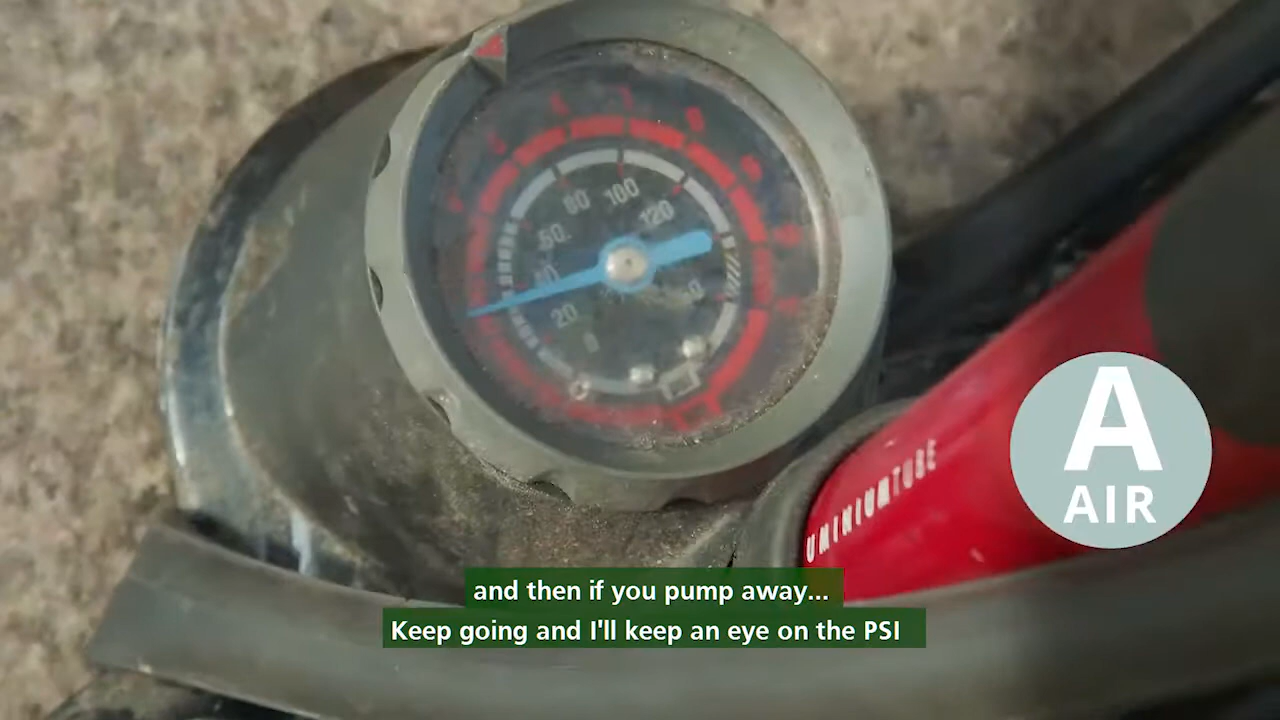 80 100
120
20
A
AIR
UMINIUMTUBE
and then if you pump away...
Keep going and I'll keep an eye on the PSI